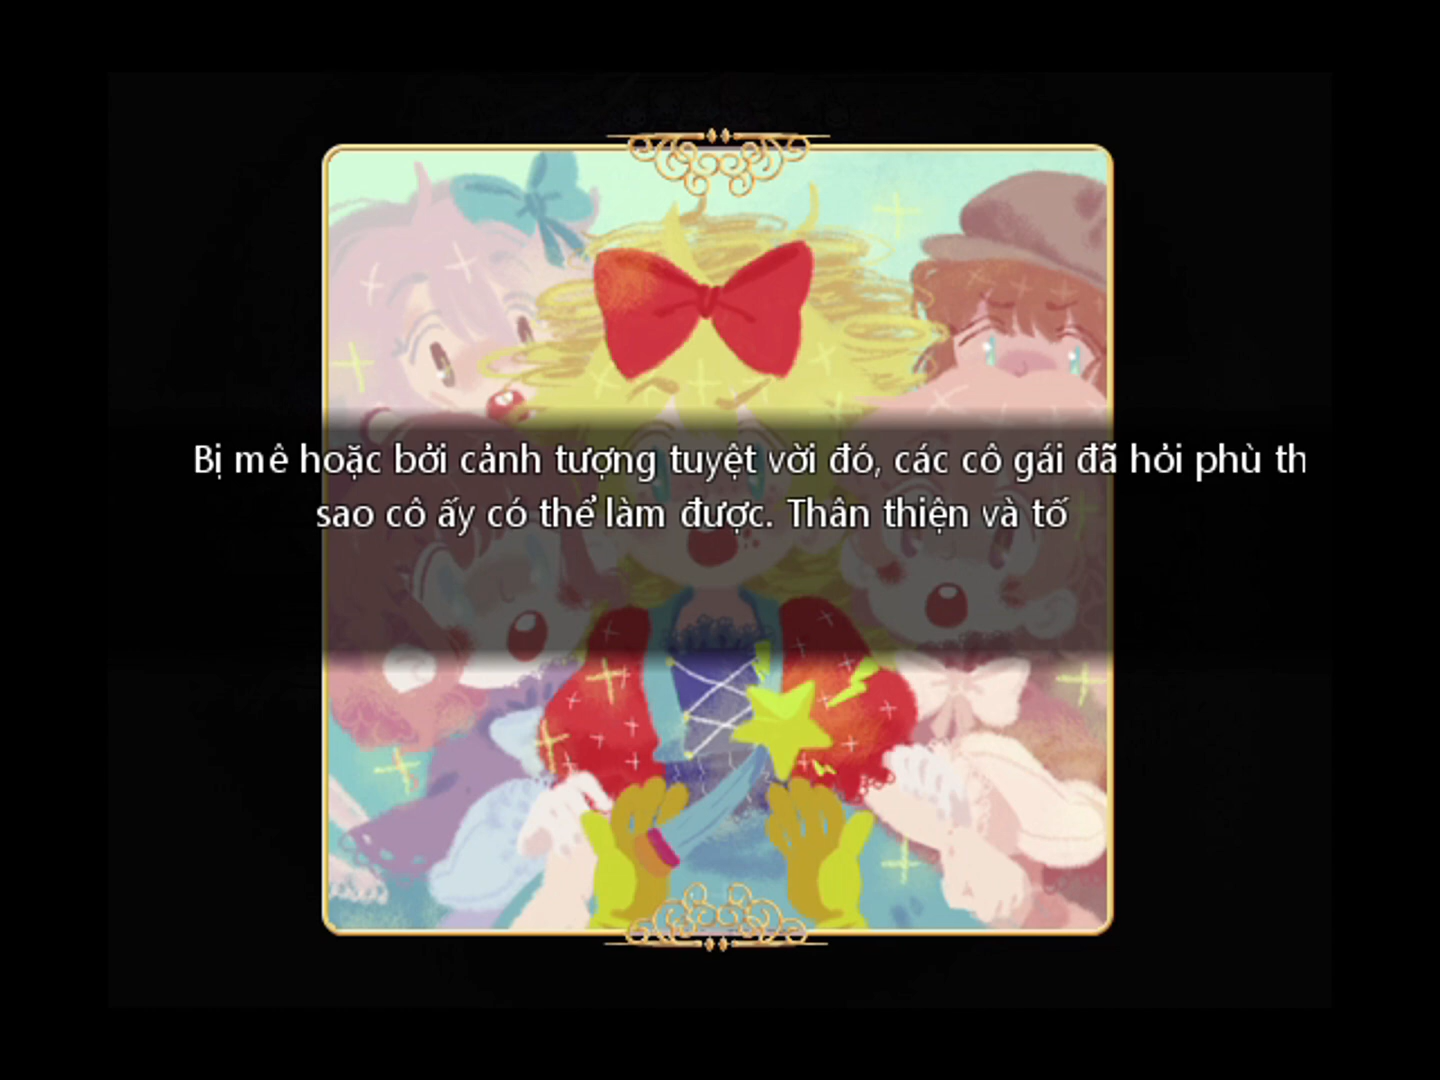 Bị mê hoặc bởi cảnh tượng tuyệt vời đó, các cô gái đã hỏi phù th
sao cô ấy có thể làm được. Thân thiện và tố